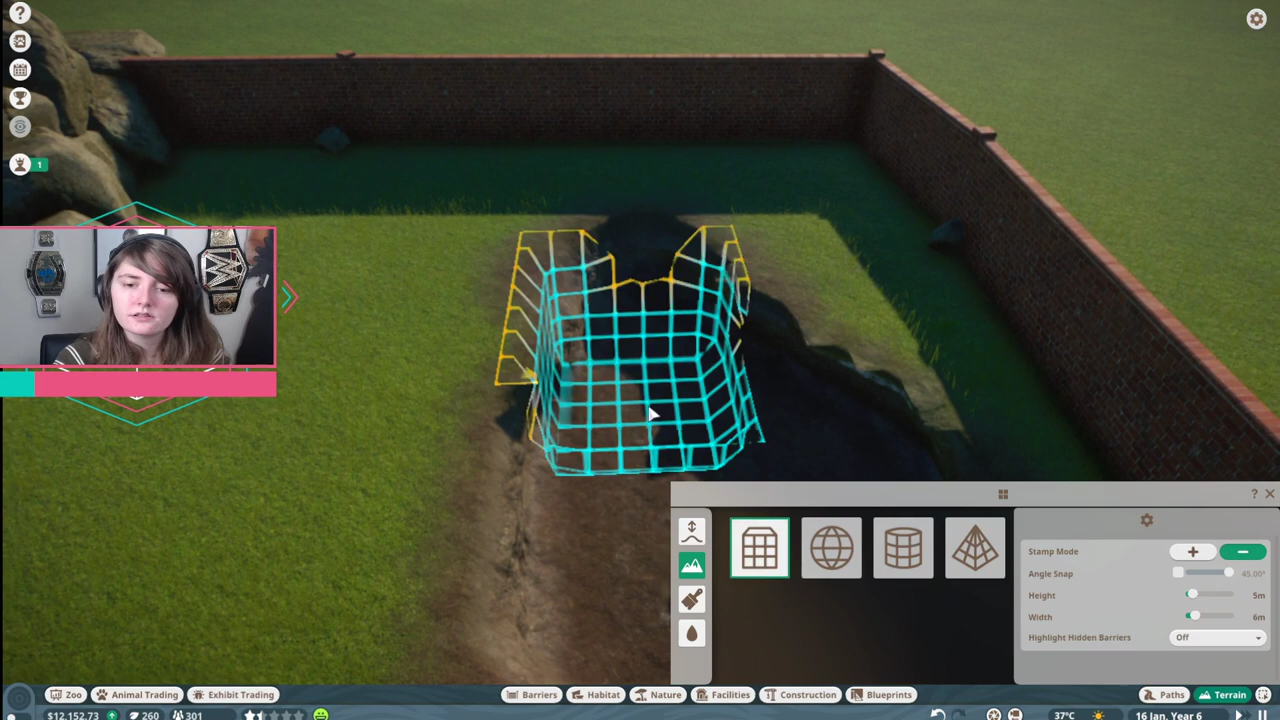 ?
1
?
Stamp Mode
Angle Snap 45.00°
Height 5m
Width 6m
Highlight Hidden Barriers Off
Zoo Animal Trading Exhibit Trading Barriers Habitat Nature Facilities Construction Blueprints Paths Terrain
$12,152.73 260 301 37°C 16 Jan, Year 6